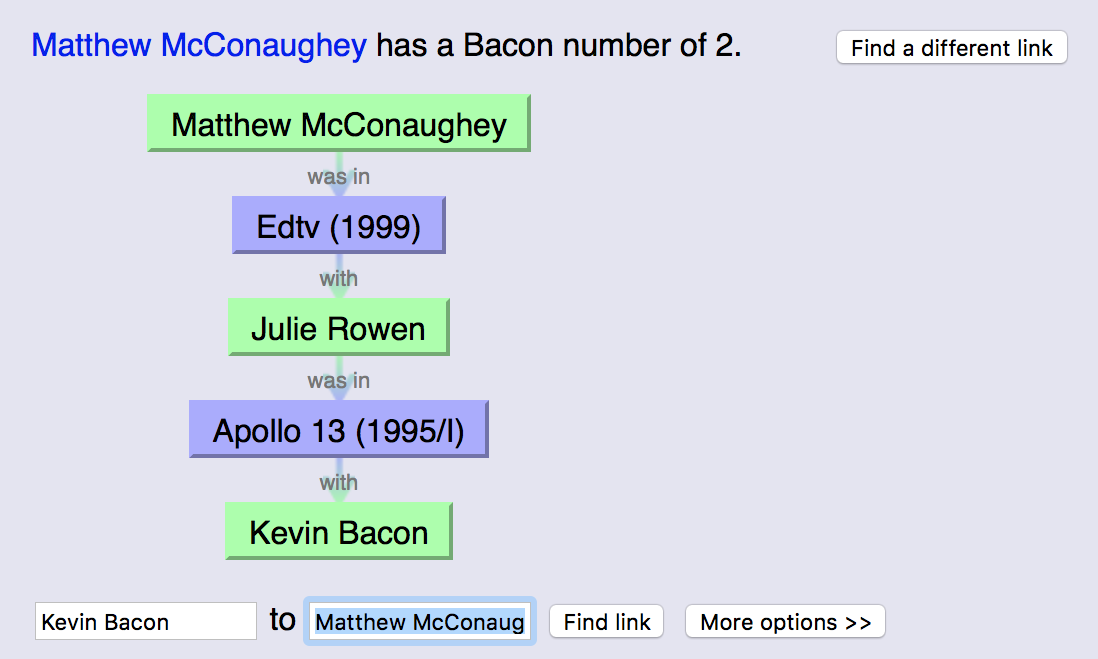 Matthew McConaughey has a Bacon number of 2.
Find a different link
Matthew McConaughey
was in
Edtv (1999)
with
Julie Rowen
was in
Apollo 13 (1995/I)
with
Kevin Bacon
Kevin Bacon to Matthew McConaug Find link More options >>